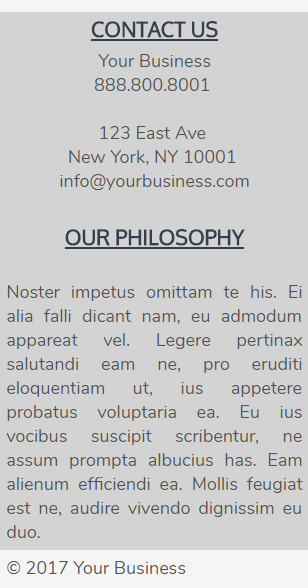 CONTACT US
Your Business
888.800.8001
123 East Ave
New York, NY 10001
info@yourbusiness.com
OUR PHILOSOPHY
Noster impetus omittam te his. Ei
alia falli dicant nam, eu admodum
appareat vel. Legere pertinax
salutandi eam ne, pro eruditi
eloquentiam ut, ius appetere
probatus voluptaria ea. Eu ius
vocibus suscipit scribentur, ne
assum prompta albucius has. Eam
alienum efficiendi ea. Mollis feugiat
est ne, audire vivendo dignissim eu
duo.
© 2017 Your Business